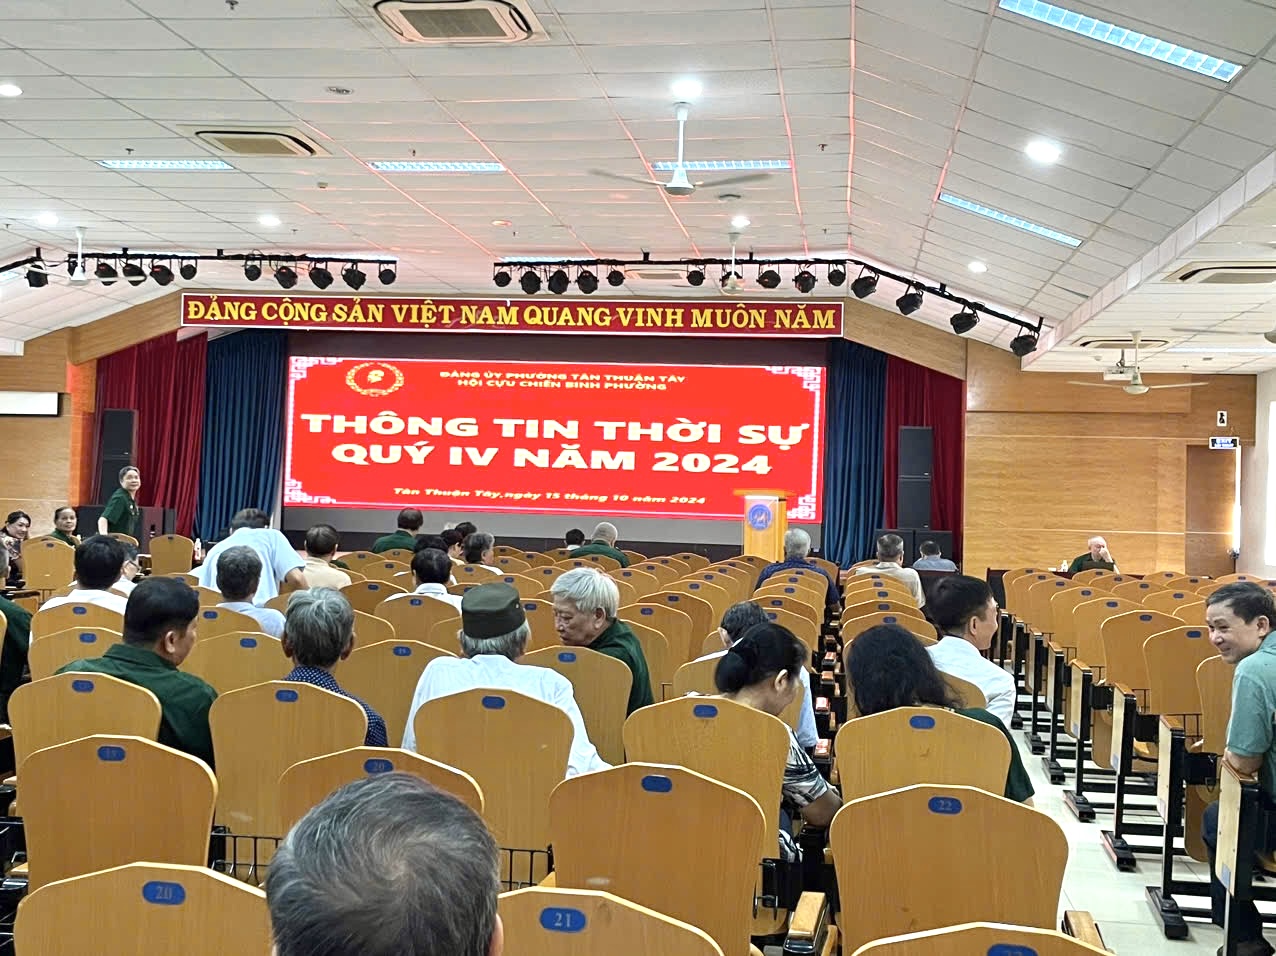 ĐẢNG CỘNG SẢN VIỆT NAM QUANG VINH MUÔN NĂM
ĐẢNG ỦY PHƯỜNG TÂN THUẬN TÂY
HỘI CỰU CHIẾN BINH PHƯỜNG
THÔNG TIN THỜI SỰ
QUÝ IV NĂM 2024
Tân Thuận Tây, ngày 15 tháng 10 năm 2024
19
20
22
20
21